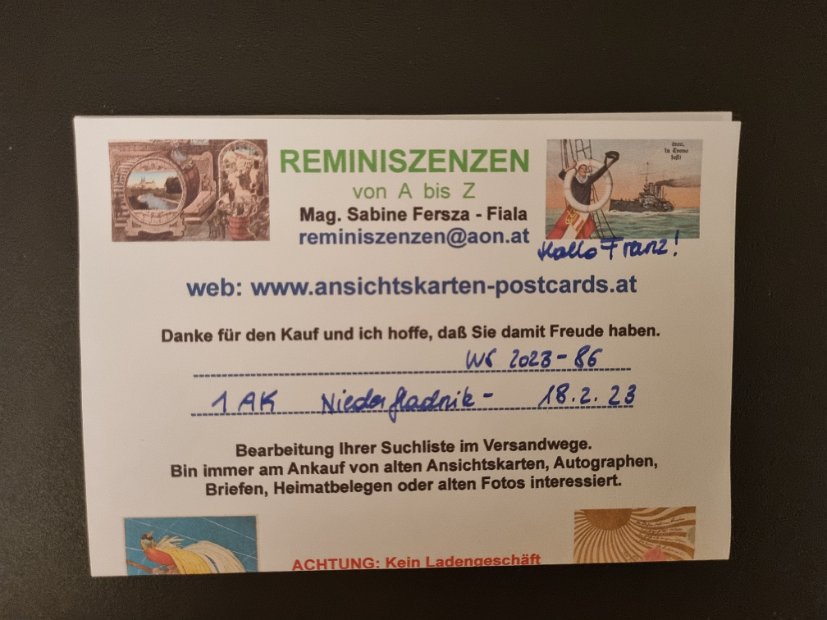 REMINISZENZEN
von A bis Z
Mag. Sabine Fersza - Fiala
reminiszenzen@aon.at
Hallo Franz!
web: www.ansichtskarten-postcards.at
Danke für den Kauf und ich hoffe, daß Sie damit Freude haben.
WS 2023-86
1 AK Niederfladnitz - 18.2.23
Bearbeitung Ihrer Suchliste im Versandwege.
Bin immer am Ankauf von alten Ansichtskarten, Autographen,
Briefen, Heimatbelegen oder alten Fotos interessiert.
ACHTUNG: Kein Ladengeschäft